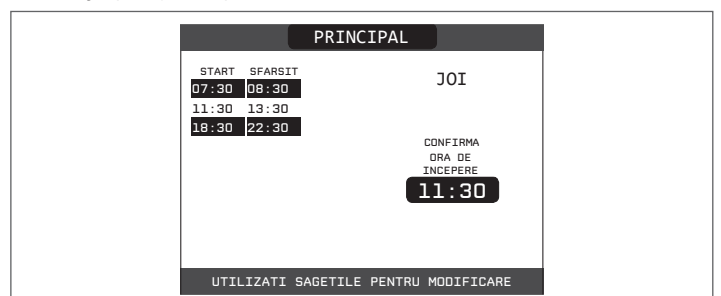 PRINCIPAL
START SFARSIT
07:30 08:30
11:30 13:30
18:30 22:30
JOI
CONFIRMA
ORA DE
INCEPERE
11:30
UTILIZATI SAGETILE PENTRU MODIFICARE